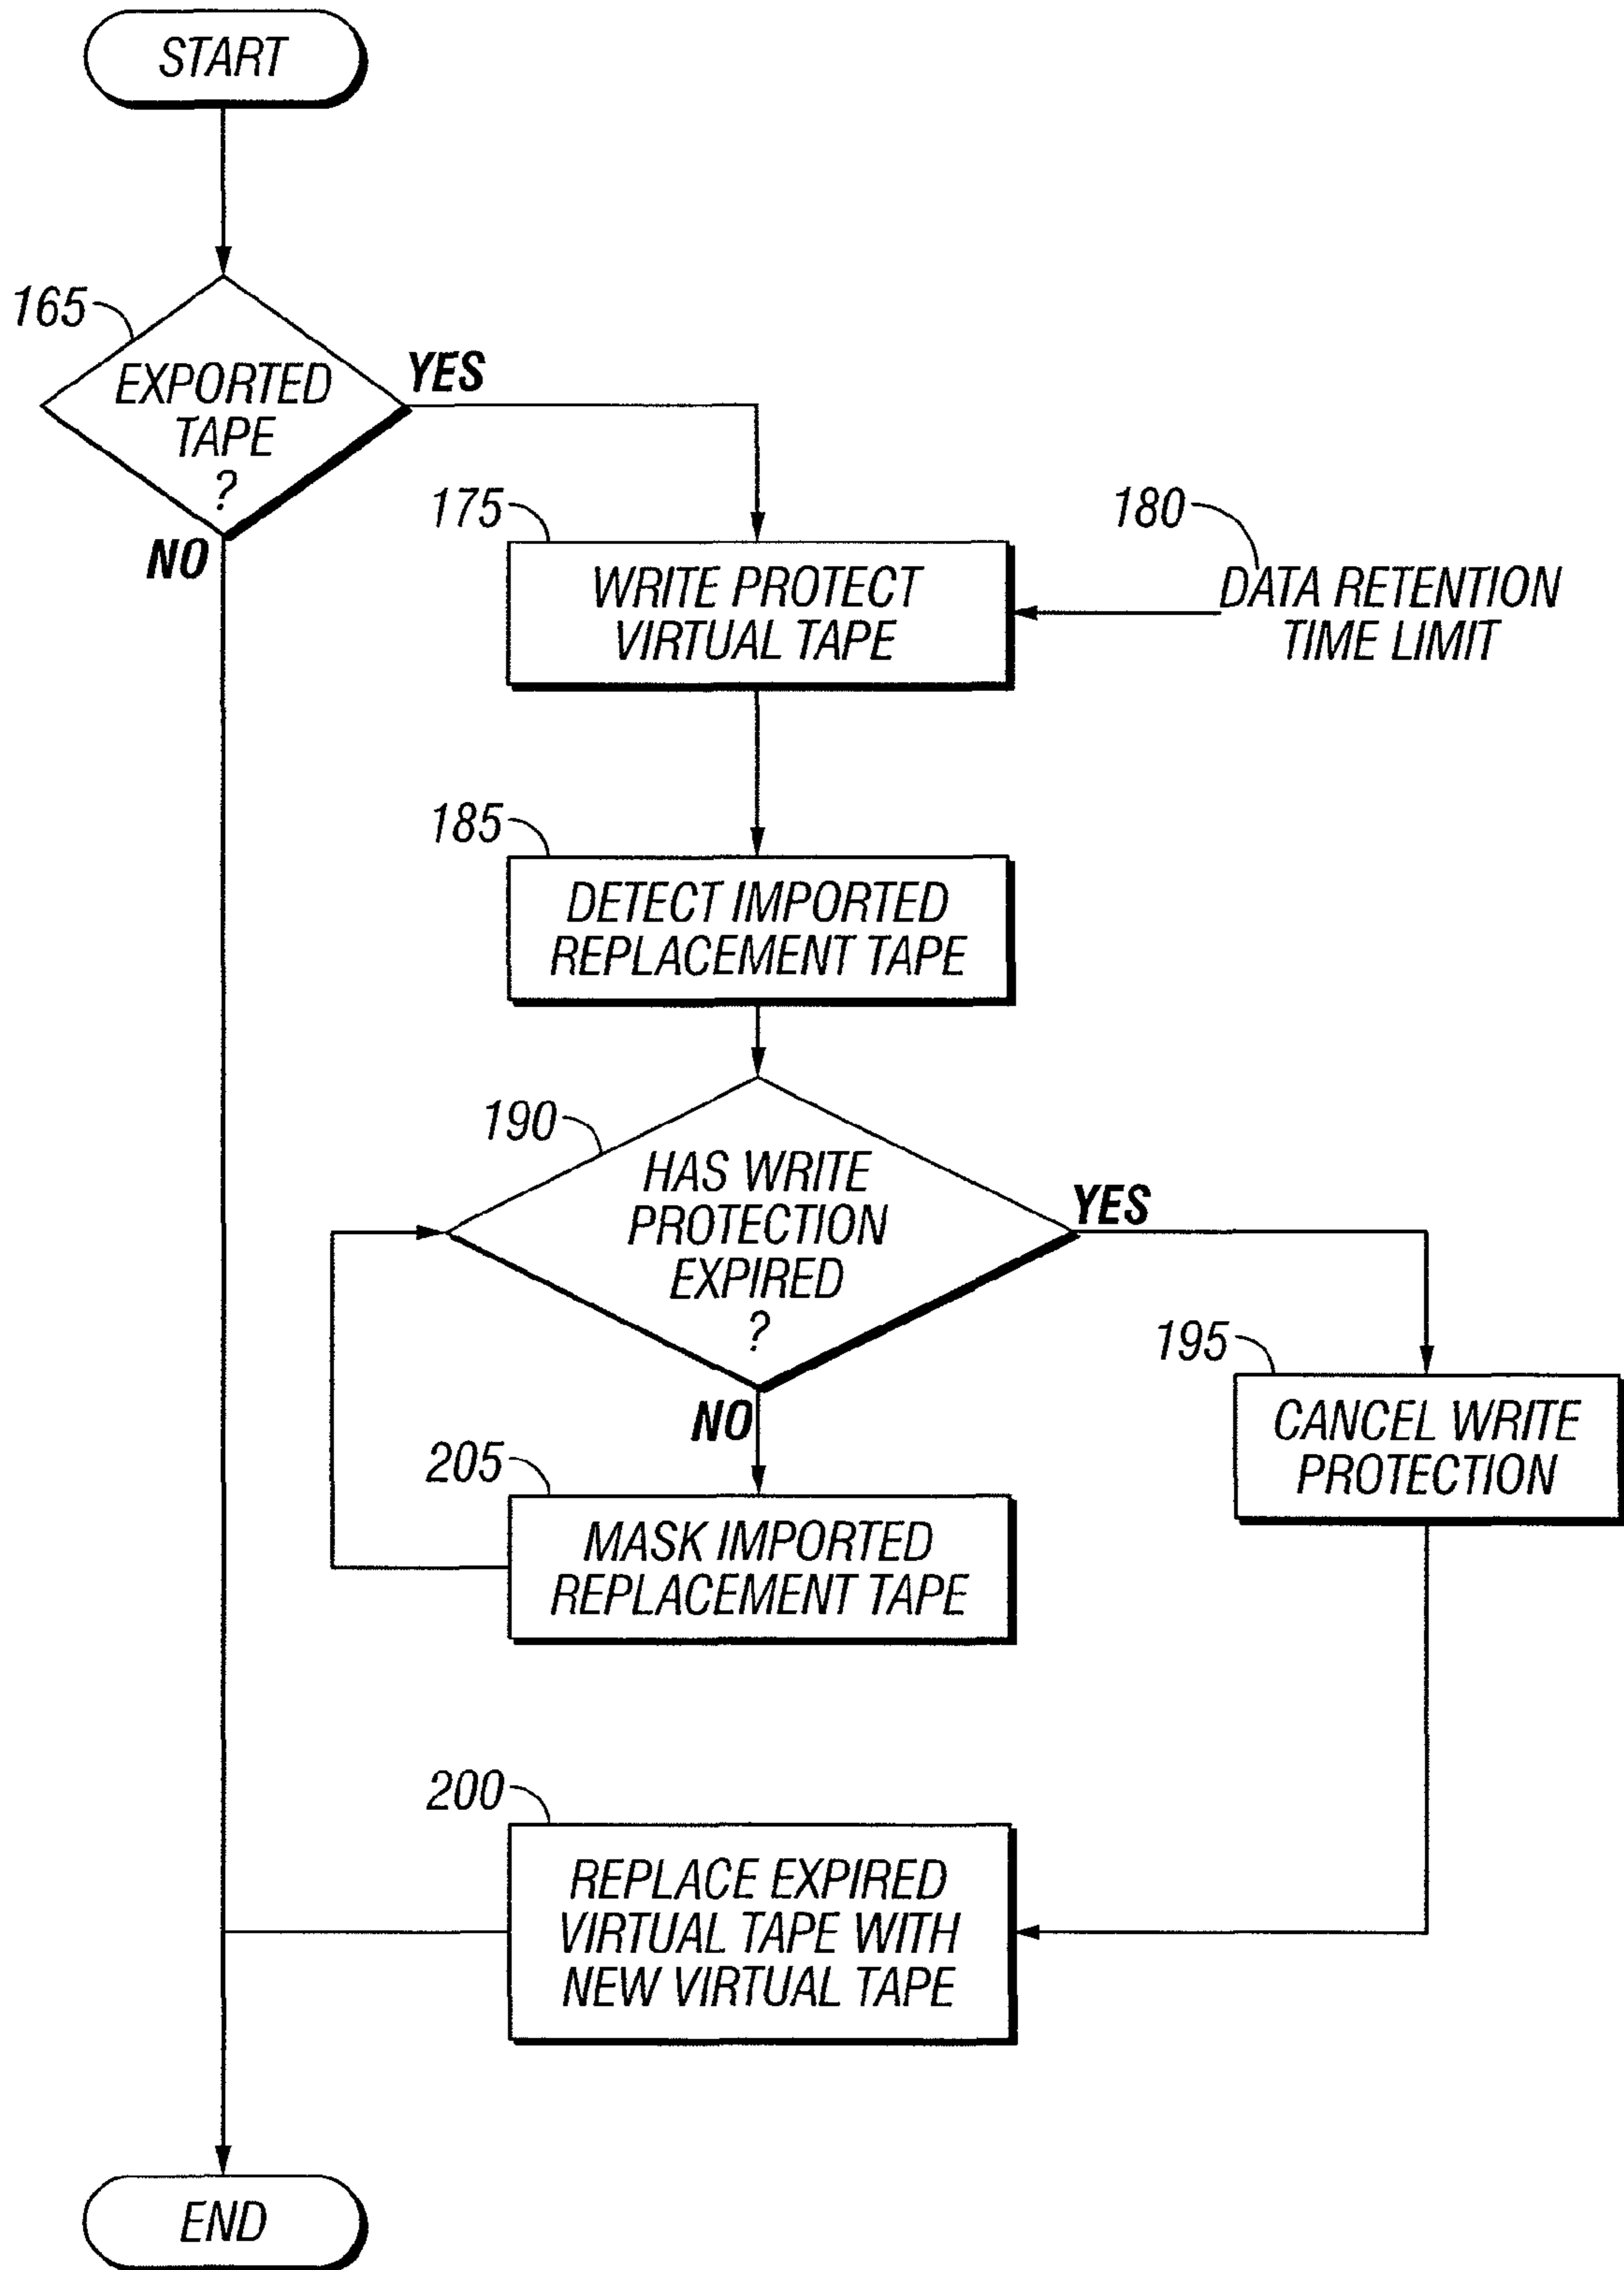 START
165
EXPORTED
TAPE
?
YES
NO
175
WRITE PROTECT
VIRTUAL TAPE
180
DATA RETENTION
TIME LIMIT
185
DETECT IMPORTED
REPLACEMENT TAPE
190
HAS WRITE
PROTECTION
EXPIRED
?
YES
NO
195
CANCEL WRITE
PROTECTION
205
MASK IMPORTED
REPLACEMENT TAPE
200
REPLACE EXPIRED
VIRTUAL TAPE WITH
NEW VIRTUAL TAPE
END